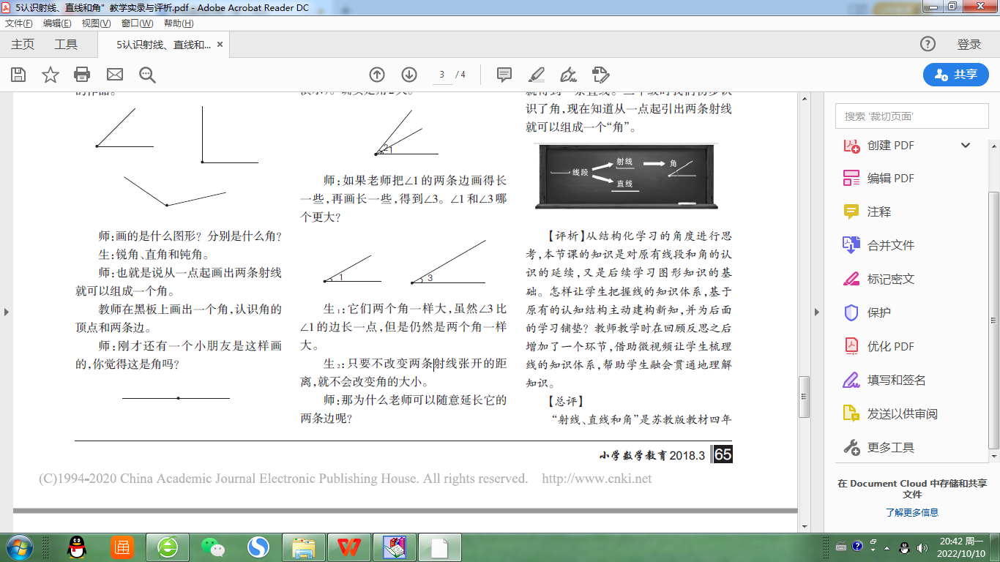 5认识射线、直线和角”教学实录与评析.pdf - Adobe Acrobat Reader DC
文件(F) 编辑(E) 视图(V) 窗口(W) 帮助(H)
主页 工具 5认识射线、直线和... × 登录
3 / 4 共享
的作品。
师:画的是什么图形？分别是什么角?
生:锐角、直角和钝角。
师:也就是说从一点起画出两条射线
就可以组成一个角。
教师在黑板上画出一个角,认识角的
顶点和两条边。
师:刚才还有一个小朋友是这样画
的,你觉得这是角吗?
2
1
师:如果老师把∠1的两条边画得长
一些,再画长一些,得到∠3。∠1和∠3哪
个更大?
1 3
生1:它们两个角一样大,虽然∠3比
∠1的边长一点,但是仍然是两个角一样
大。
生2:只要不改变两条射线张开的距
离,就不会改变角的大小。
师:那为什么老师可以随意延长它的
两条边呢?
就得到一条直线。二年级时我们初步认
识了角,现在知道从一点起引出两条射线
就可以组成一个“角”。
线段 射线 角
直线
【评析】从结构化学习的角度进行思
考,本节课的知识是对原有线段和角的认
识的延续,又是后续学习图形知识的基
础。怎样让学生把握线的知识体系,基于
原有的认知结构主动建构新知,并为后面
的学习铺垫？教师教学时在回顾反思之后
增加了一个环节,借助微视频让学生梳理
线的知识体系,帮助学生融会贯通地理解
知识。
【总评】
“射线、直线和角”是苏教版教材四年
小学数学教育 2018.3 65
(C)1994-2020 China Academic Journal Electronic Publishing House. All rights reserved. http://www.cnki.net
搜索 '裁切页面'
创建 PDF
编辑 PDF
注释
合并文件
标记密文
保护
优化 PDF
填写和签名
发送以供审阅
更多工具
在 Document Cloud 中存储和共享
文件
了解更多信息
20:42 周一
2022/10/10